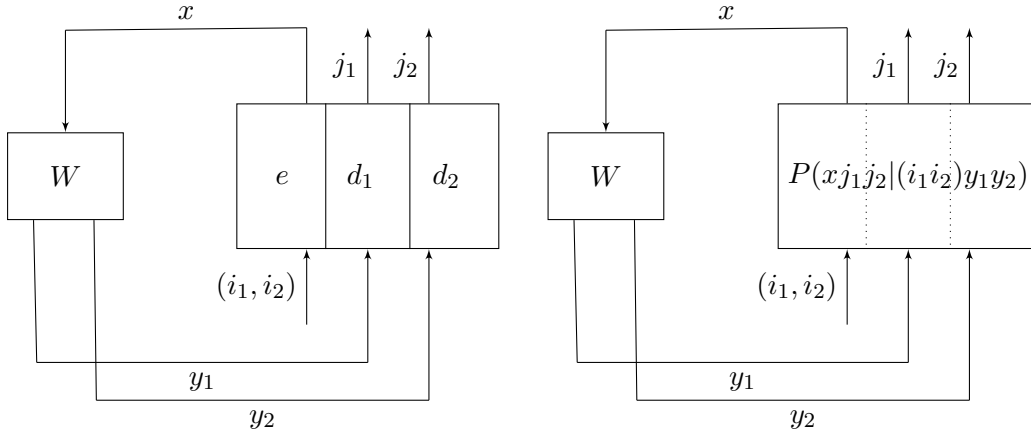 x
j₁
j₂
W
e
d₁
d₂
(i₁, i₂)
y₁
y₂
x
j₁
j₂
W
P(xj₁j₂|(i₁i₂)y₁y₂)
(i₁, i₂)
y₁
y₂